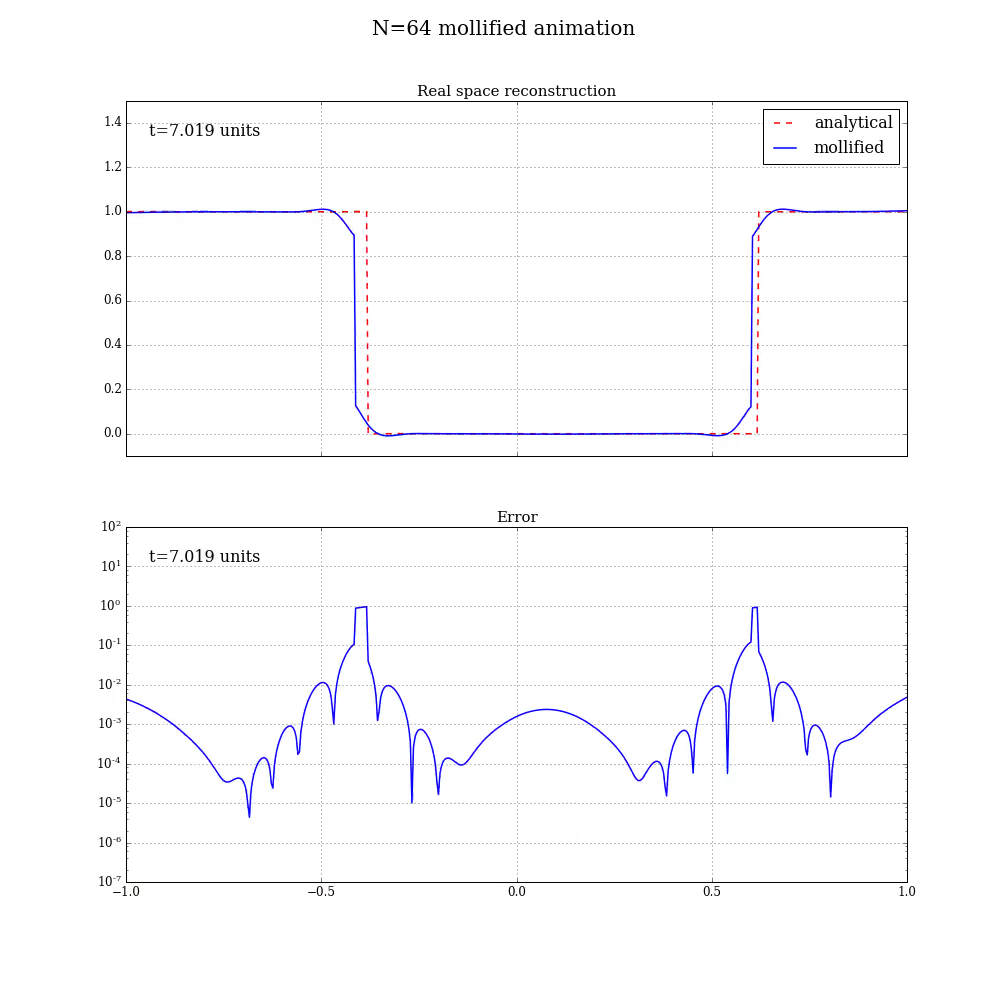 N=64 mollified animation
Real space reconstruction
t=7.019 units
analytical
mollified
1.4
1.2
1.0
0.8
0.6
0.4
0.2
0.0
Error
t=7.019 units
10²
10¹
10⁰
10⁻¹
10⁻²
10⁻³
10⁻⁴
10⁻⁵
10⁻⁶
10⁻⁷
−1.0 −0.5 0.0 0.5 1.0